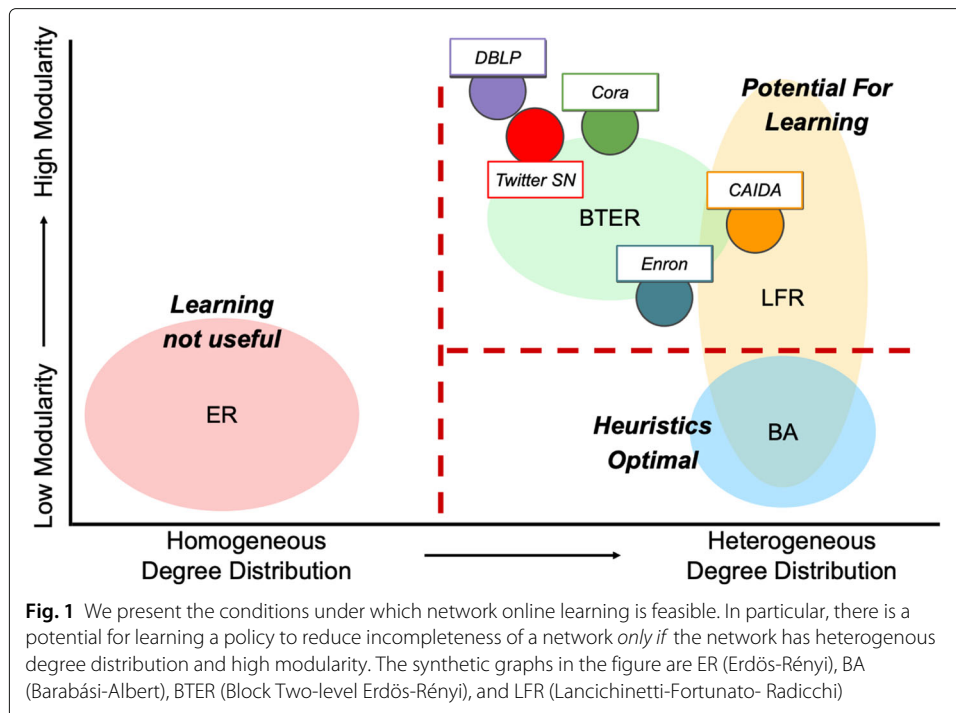 High Modularity
Low Modularity
DBLP
Cora
Twitter SN
BTER
Potential For
Learning
CAIDA
Enron
LFR
Learning
not useful
ER
Heuristics
Optimal
BA
Homogeneous
Degree Distribution
Heterogeneous
Degree Distribution
Fig. 1 We present the conditions under which network online learning is feasible. In particular, there is a
potential for learning a policy to reduce incompleteness of a network only if the network has heterogenous
degree distribution and high modularity. The synthetic graphs in the figure are ER (Erdös-Rényi), BA
(Barabási-Albert), BTER (Block Two-level Erdös-Rényi), and LFR (Lancichinetti-Fortunato- Radicchi)